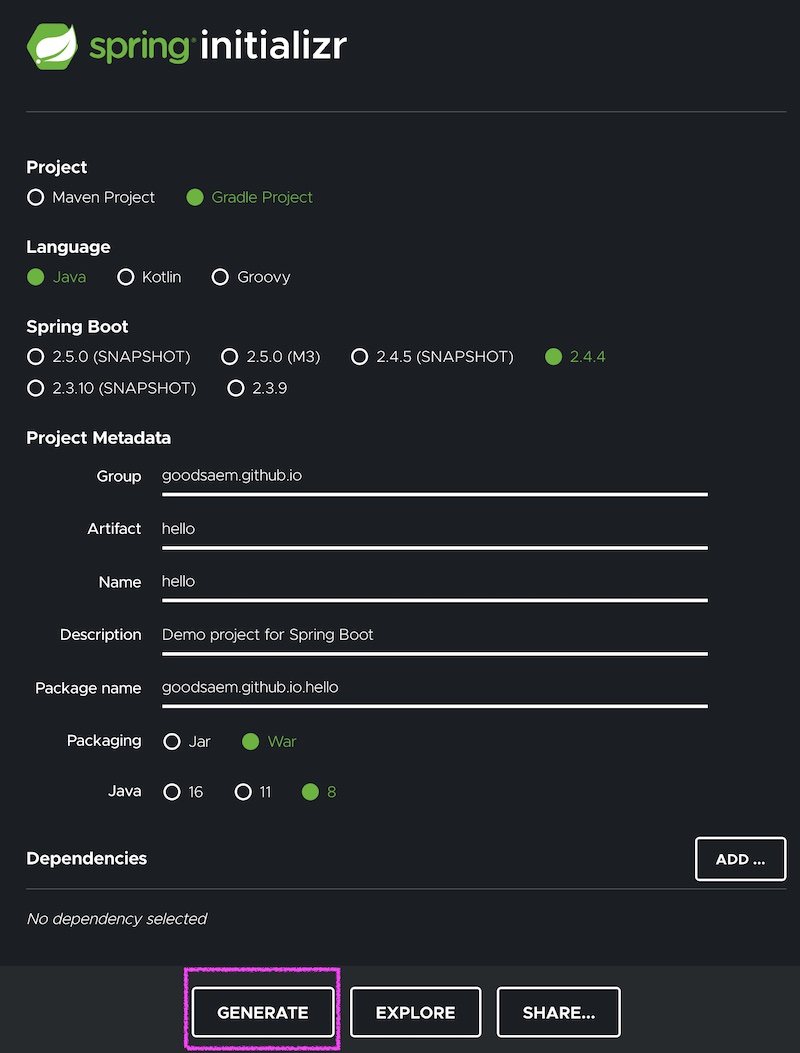 spring initializr
Project
Maven Project Gradle Project
Language
Java Kotlin Groovy
Spring Boot
2.5.0 (SNAPSHOT) 2.5.0 (M3) 2.4.5 (SNAPSHOT) 2.4.4
2.3.10 (SNAPSHOT) 2.3.9
Project Metadata
Group goodsaem.github.io
Artifact hello
Name hello
Description Demo project for Spring Boot
Package name goodsaem.github.io.hello
Packaging Jar War
Java 16 11 8
Dependencies ADD ...
No dependency selected
GENERATE EXPLORE SHARE...